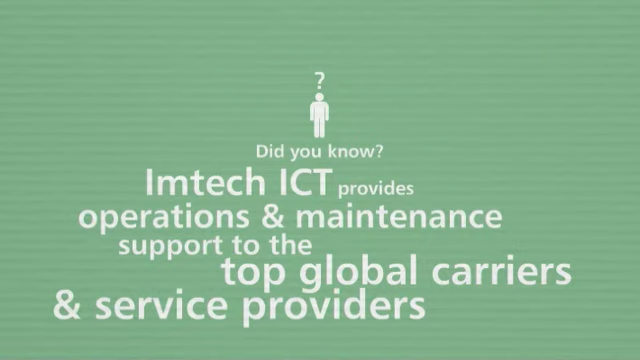 ?
Did you know?
Imtech ICT provides
operations & maintenance
support to the
top global carriers
& service providers